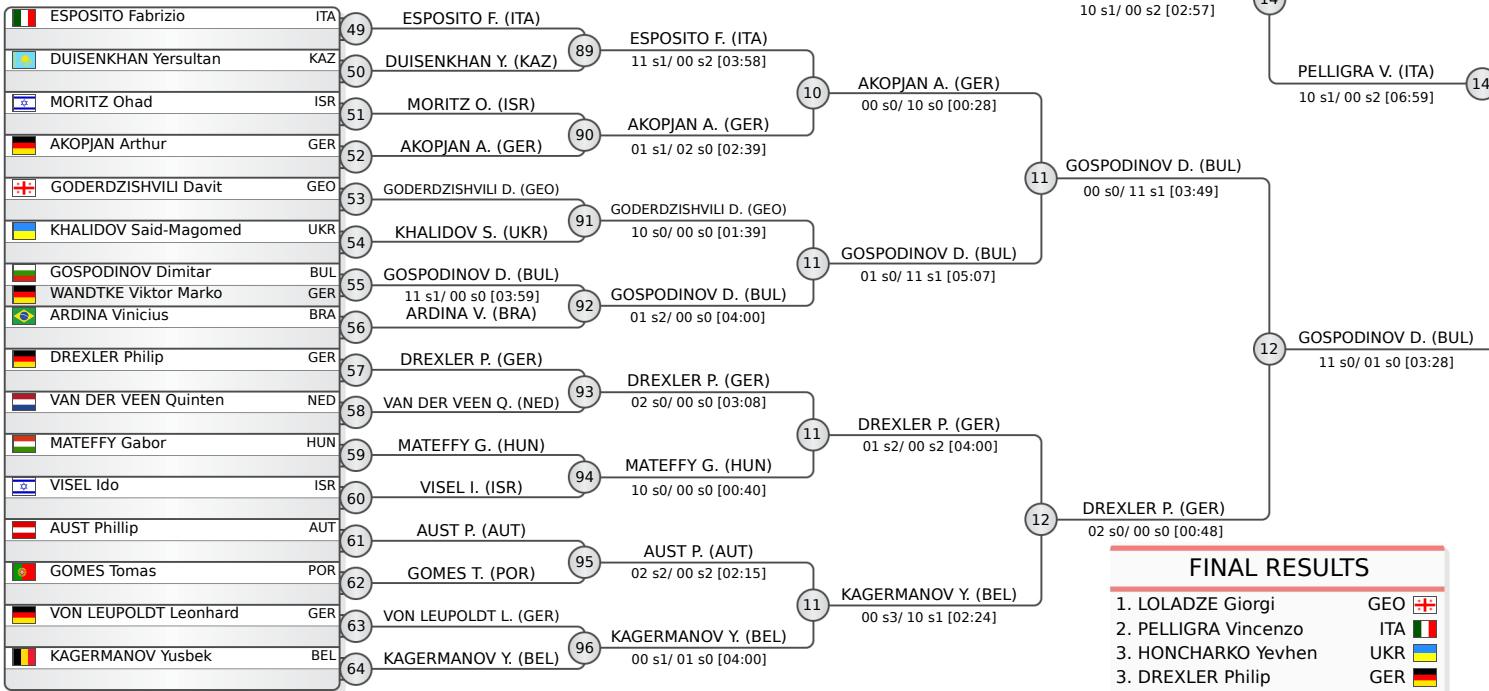 ESPOSITO Fabrizio ITA
DUISENKHAN Yersultan KAZ
MORITZ Ohad ISR
AKOPJAN Arthur GER
GODERDZISHVILI Davit GEO
KHALIDOV Said-Magomed UKR
GOSPODINOV Dimitar BUL
WANDTKE Viktor Marko GER
ARDINA Vinicius BRA
DREXLER Philip GER
VAN DER VEEN Quinten NED
MATEFFY Gabor HUN
VISEL Ido ISR
AUST Phillip AUT
GOMES Tomas POR
VON LEUPOLDT Leonhard GER
KAGERMANOV Yusbek BEL
49
50
51
52
53
54
55
56
57
58
59
60
61
62
63
64
ESPOSITO F. (ITA)
DUISENKHAN Y. (KAZ)
MORITZ O. (ISR)
AKOPJAN A. (GER)
GODERDZISHVILI D. (GEO)
KHALIDOV S. (UKR)
GOSPODINOV D. (BUL)
11 s1/ 00 s0 [03:59]
ARDINA V. (BRA)
DREXLER P. (GER)
VAN DER VEEN Q. (NED)
MATEFFY G. (HUN)
VISEL I. (ISR)
AUST P. (AUT)
GOMES T. (POR)
VON LEUPOLDT L. (GER)
KAGERMANOV Y. (BEL)
89
90
91
92
93
94
95
96
ESPOSITO F. (ITA)
11 s1/ 00 s2 [03:58]
AKOPJAN A. (GER)
01 s1/ 02 s0 [02:39]
GODERDZISHVILI D. (GEO)
10 s0/ 00 s0 [01:39]
GOSPODINOV D. (BUL)
01 s2/ 00 s0 [04:00]
DREXLER P. (GER)
02 s0/ 00 s0 [03:08]
MATEFFY G. (HUN)
10 s0/ 00 s0 [00:40]
AUST P. (AUT)
02 s2/ 00 s2 [02:15]
KAGERMANOV Y. (BEL)
00 s1/ 01 s0 [04:00]
10
11
11
11
AKOPJAN A. (GER)
00 s0/ 10 s0 [00:28]
GOSPODINOV D. (BUL)
01 s0/ 11 s1 [05:07]
DREXLER P. (GER)
01 s2/ 00 s2 [04:00]
KAGERMANOV Y. (BEL)
00 s3/ 10 s1 [02:24]
11
12
GOSPODINOV D. (BUL)
00 s0/ 11 s1 [03:49]
DREXLER P. (GER)
02 s0/ 00 s0 [00:48]
12
GOSPODINOV D. (BUL)
11 s0/ 01 s0 [03:28]
10 s1/ 00 s2 [02:57]
14
PELLIGRA V. (ITA)
10 s1/ 00 s2 [06:59]
14
FINAL RESULTS
1. LOLADZE Giorgi GEO
2. PELLIGRA Vincenzo ITA
3. HONCHARKO Yevhen UKR
3. DREXLER Philip GER